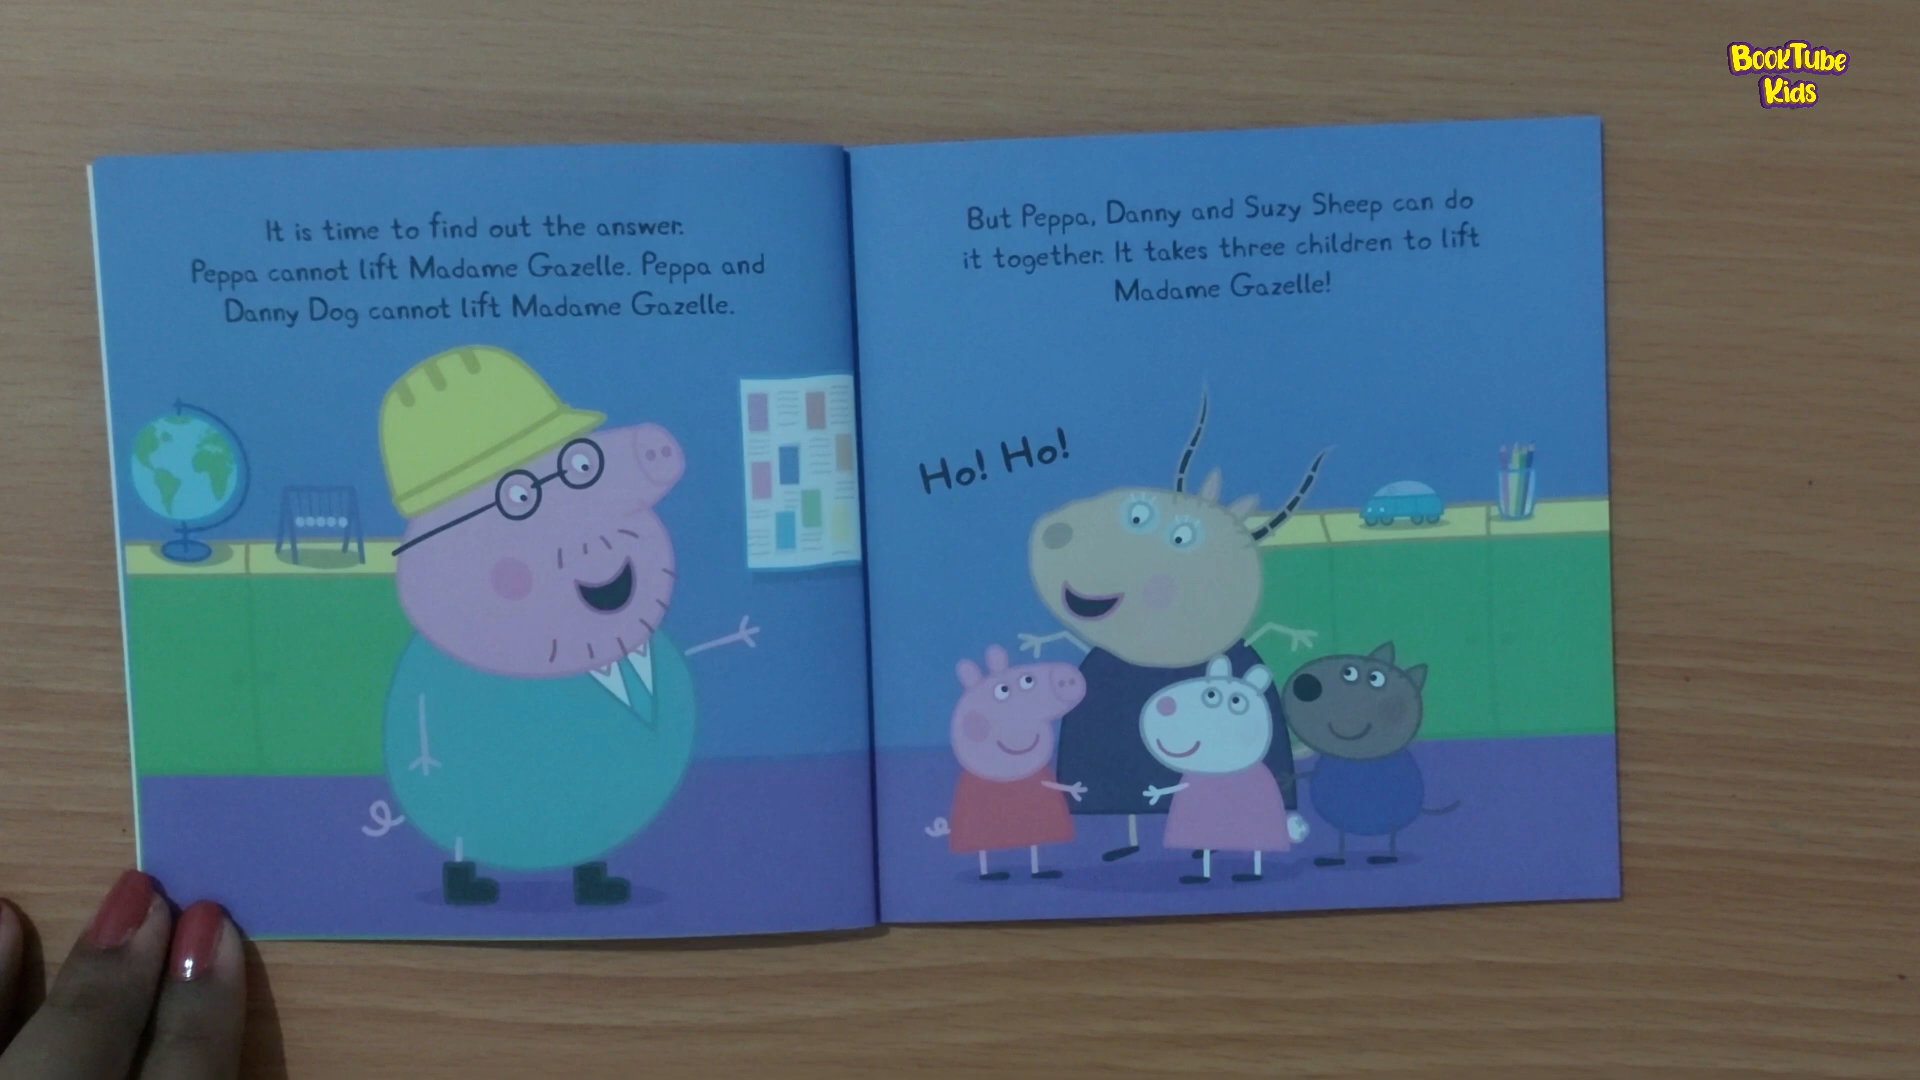 It is time to find out the answer.
Peppa cannot lift Madame Gazelle. Peppa and
Danny Dog cannot lift Madame Gazelle.
But Peppa, Danny and Suzy Sheep can do
it together. It takes three children to lift
Madame Gazelle!
Ho! Ho!
BookTube
Kids